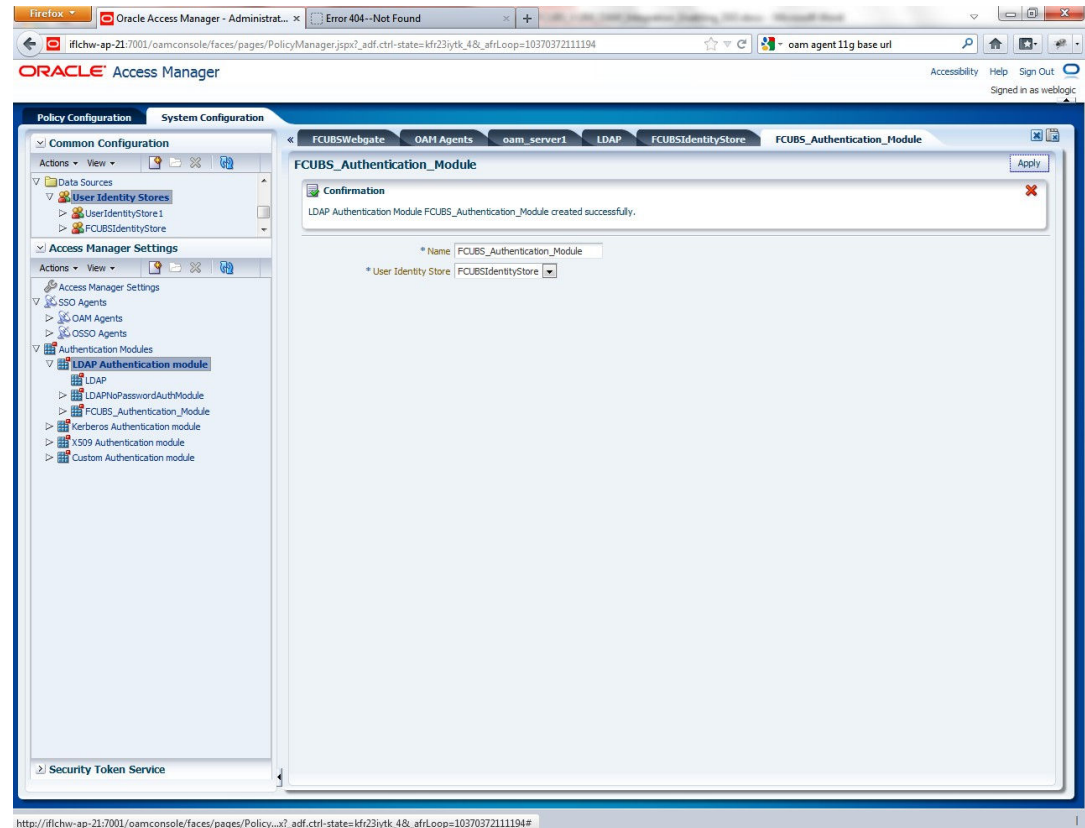 Firefox
Oracle Access Manager - Administrat... ×
Error 404--Not Found ×
+
iflchw-ap-21:7001/oamconsole/faces/pages/PolicyManager.jspx?_adf.ctrl-state=kfr23iytk_4&_afrLoop=10370372111194
oam agent 11g base url
ORACLE Access Manager
Accessibility Help Sign Out
Signed in as weblogic
Policy Configuration System Configuration
Common Configuration
Actions View
Data Sources
User Identity Stores
UserIdentityStore1
FCUBSIdentityStore
Access Manager Settings
Actions View
Access Manager Settings
SSO Agents
OAM Agents
OSSO Agents
Authentication Modules
LDAP Authentication module
LDAP
LDAPNoPasswordAuthModule
FCUBS_Authentication_Module
Kerberos Authentication module
X509 Authentication module
Custom Authentication module
Security Token Service
« FCUBSWebgate OAM Agents oam_server1 LDAP FCUBSIdentityStore FCUBS_Authentication_Module
FCUBS_Authentication_Module
Apply
Confirmation
LDAP Authentication Module FCUBS_Authentication_Module created successfully.
* Name FCUBS_Authentication_Module
* User Identity Store FCUBSIdentityStore
http://iflchw-ap-21:7001/oamconsole/faces/pages/Policy...x?_adf.ctrl-state=kfr23iytk_4&_afrLoop=10370372111194#